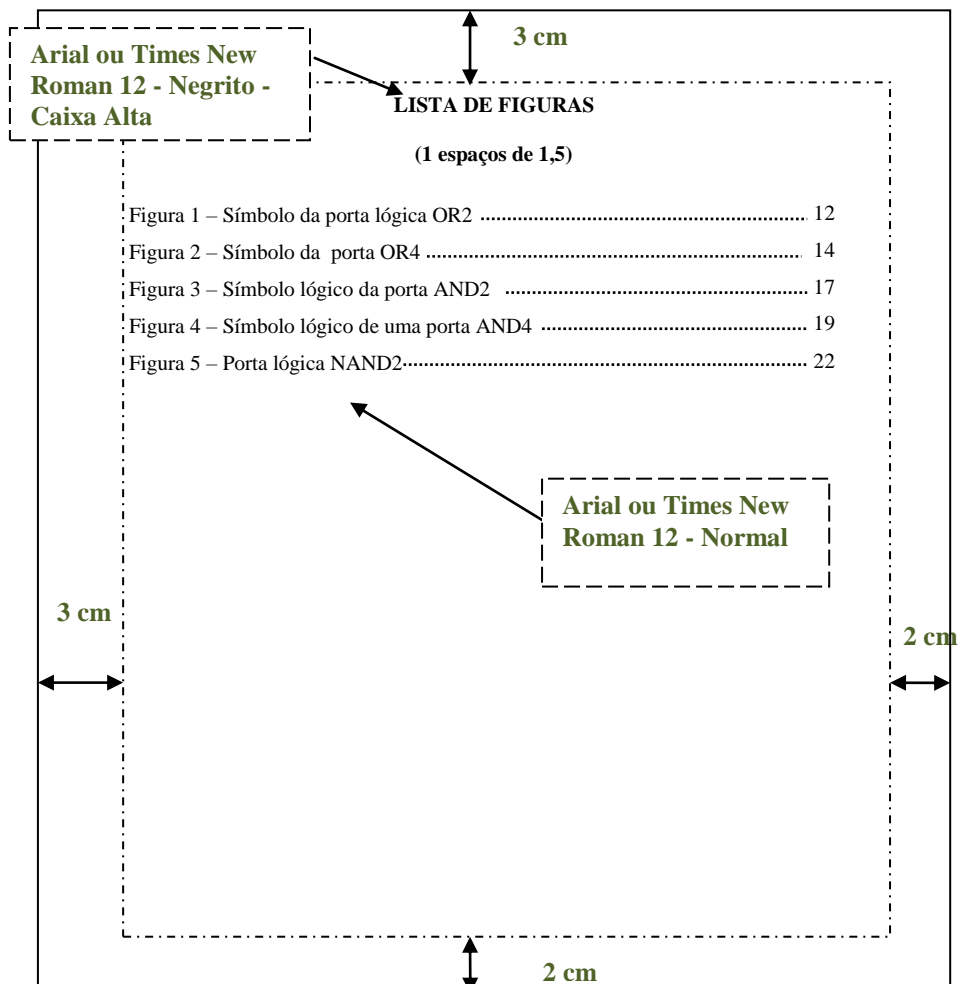 3 cm
Arial ou Times New
Roman 12 - Negrito -
Caixa Alta
LISTA DE FIGURAS
(1 espaços de 1,5)
Figura 1 – Símbolo da porta lógica OR2 ........................................................ 12
Figura 2 – Símbolo da  porta OR4 ........................................................ 14
Figura 3 – Símbolo lógico da porta AND2 ........................................................ 17
Figura 4 – Símbolo lógico de uma porta AND4 ........................................................ 19
Figura 5 – Porta lógica NAND2........................................................ 22
Arial ou Times New
Roman 12 - Normal
3 cm
2 cm
2 cm